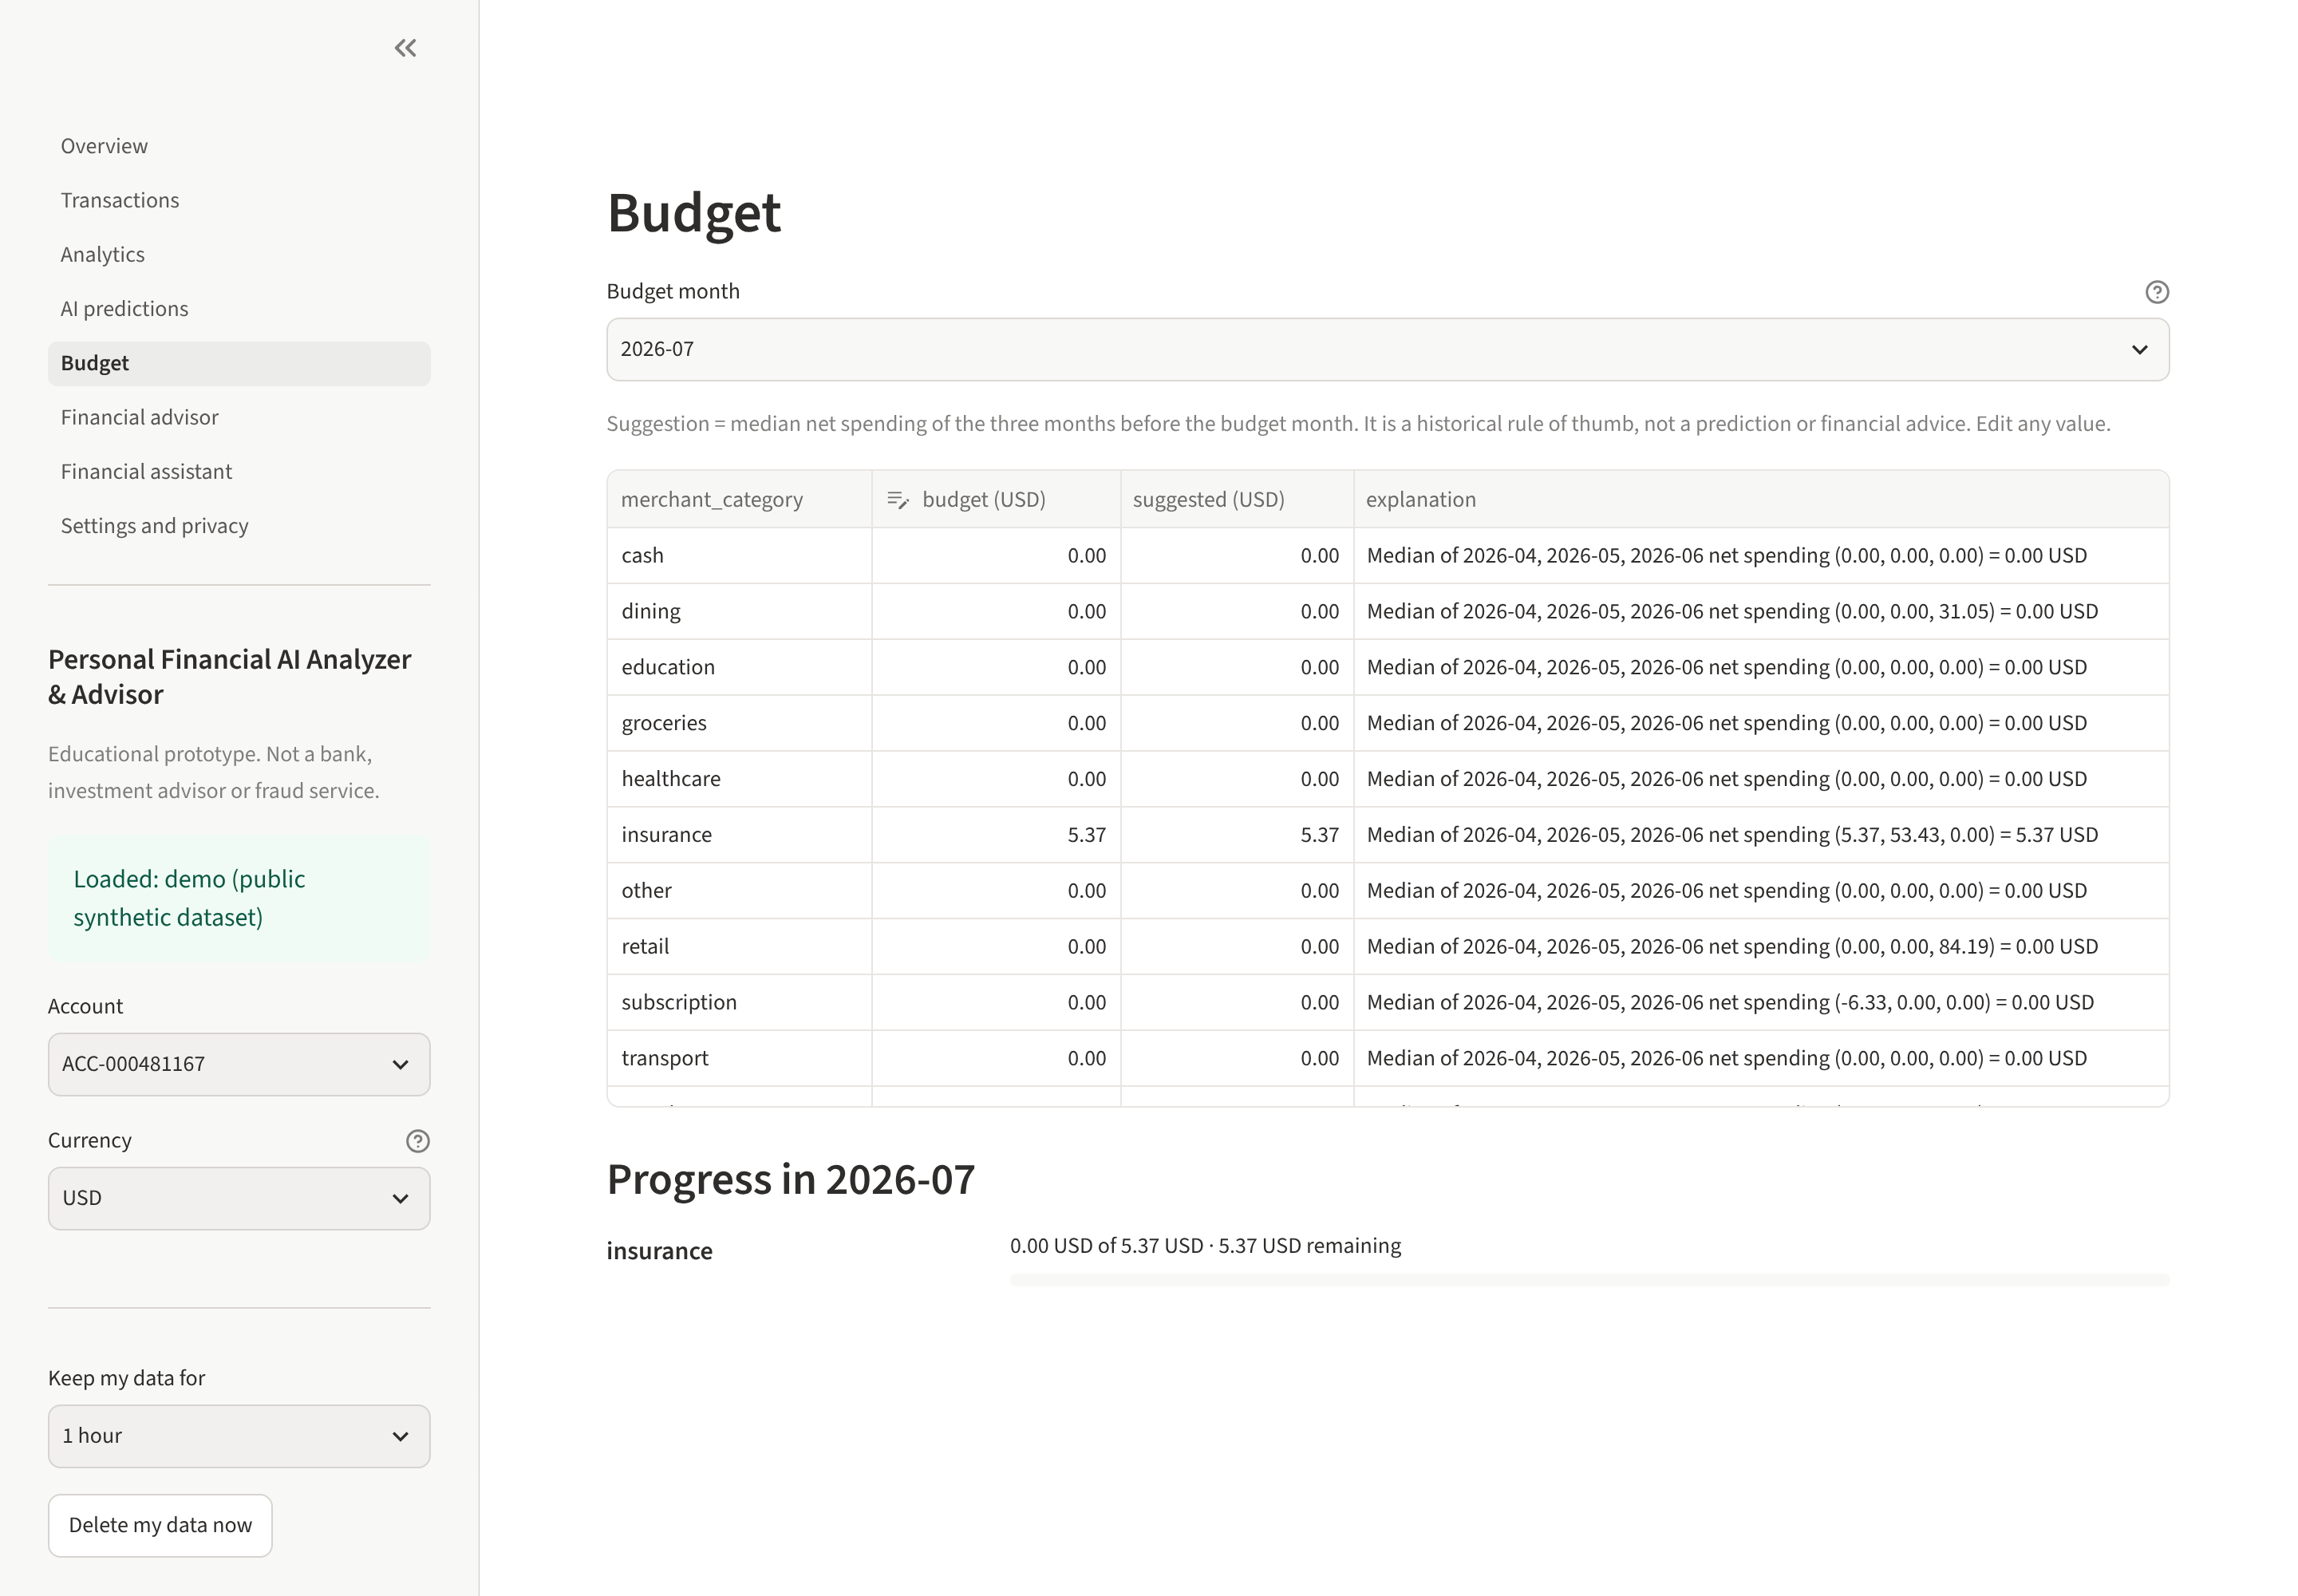 Overview
Transactions
Analytics
AI predictions
Budget
Financial advisor
Financial assistant
Settings and privacy
Personal Financial AI Analyzer
& Advisor
Educational prototype. Not a bank,
investment advisor or fraud service.
Loaded: demo (public
synthetic dataset)
Account
ACC-000481167
Currency
USD
Keep my data for
1 hour
Delete my data now
Budget
Budget month
2026-07
Suggestion = median net spending of the three months before the budget month. It is a historical rule of thumb, not a prediction or financial advice. Edit any value.
merchant_category budget (USD) suggested (USD) explanation
cash 0.00 0.00 Median of 2026-04, 2026-05, 2026-06 net spending (0.00, 0.00, 0.00) = 0.00 USD
dining 0.00 0.00 Median of 2026-04, 2026-05, 2026-06 net spending (0.00, 0.00, 31.05) = 0.00 USD
education 0.00 0.00 Median of 2026-04, 2026-05, 2026-06 net spending (0.00, 0.00, 0.00) = 0.00 USD
groceries 0.00 0.00 Median of 2026-04, 2026-05, 2026-06 net spending (0.00, 0.00, 0.00) = 0.00 USD
healthcare 0.00 0.00 Median of 2026-04, 2026-05, 2026-06 net spending (0.00, 0.00, 0.00) = 0.00 USD
insurance 5.37 5.37 Median of 2026-04, 2026-05, 2026-06 net spending (5.37, 53.43, 0.00) = 5.37 USD
other 0.00 0.00 Median of 2026-04, 2026-05, 2026-06 net spending (0.00, 0.00, 0.00) = 0.00 USD
retail 0.00 0.00 Median of 2026-04, 2026-05, 2026-06 net spending (0.00, 0.00, 84.19) = 0.00 USD
subscription 0.00 0.00 Median of 2026-04, 2026-05, 2026-06 net spending (-6.33, 0.00, 0.00) = 0.00 USD
transport 0.00 0.00 Median of 2026-04, 2026-05, 2026-06 net spending (0.00, 0.00, 0.00) = 0.00 USD
Progress in 2026-07
insurance
0.00 USD of 5.37 USD · 5.37 USD remaining